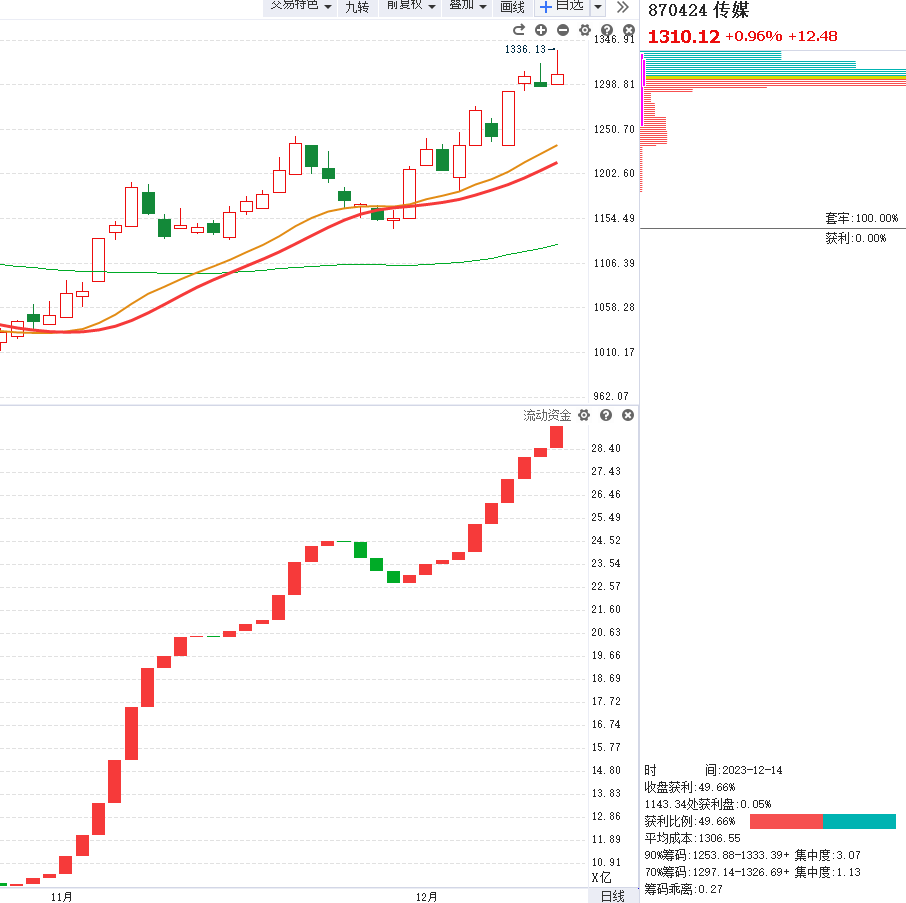 交易特色 九转 前复权 叠加 画线 +自选
870424 传媒
1310.12 +0.96% +12.48
1346.91
1336.13
1298.81
1250.70
1202.60
1154.49
1106.39
1058.28
1010.17
962.07
套牢:100.00%
获利:0.00%
流动资金
28.40
27.43
26.46
25.49
24.52
23.54
22.57
21.60
20.63
19.66
18.69
17.72
16.74
15.77
14.80
13.83
12.86
11.89
10.91
X亿
11月 12月 日线
时 间:2023-12-14
收盘获利:49.66%
1143.34处获利盘:0.05%
获利比例:49.66%
平均成本:1306.55
90%筹码:1253.88-1333.39+ 集中度:3.07
70%筹码:1297.14-1326.69+ 集中度:1.13
筹码乖离:0.27